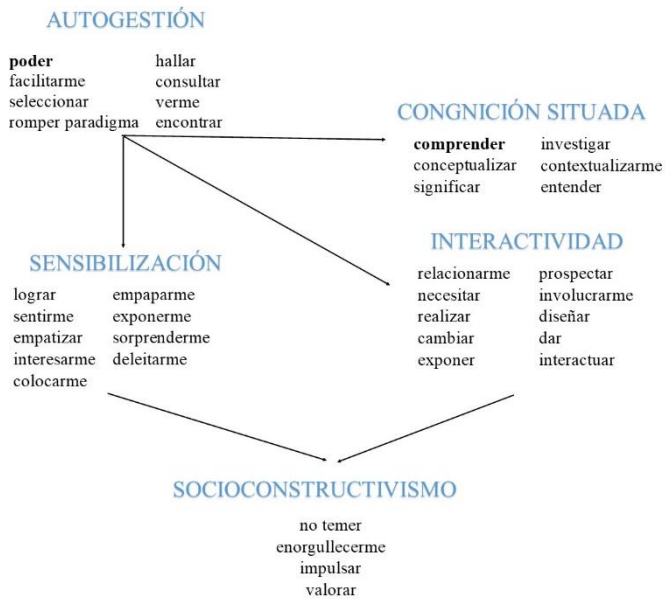 AUTOGESTIÓN
poder hallar
facilitarme consultar
seleccionar verme
romper paradigma encontrar
CONGNICIÓN SITUADA
comprender investigar
conceptualizar contextualizarme
significar entender
SENSIBILIZACIÓN
lograr empaparme
sentirme exponerme
empatizar sorprenderme
interesarme deleitarme
colocarme
INTERACTIVIDAD
relacionarme prospectar
necesitar involucrarme
realizar diseñar
cambiar dar
exponer interactuar
SOCIOCONSTRUCTIVISMO
no temer
enorgullecerme
impulsar
valorar